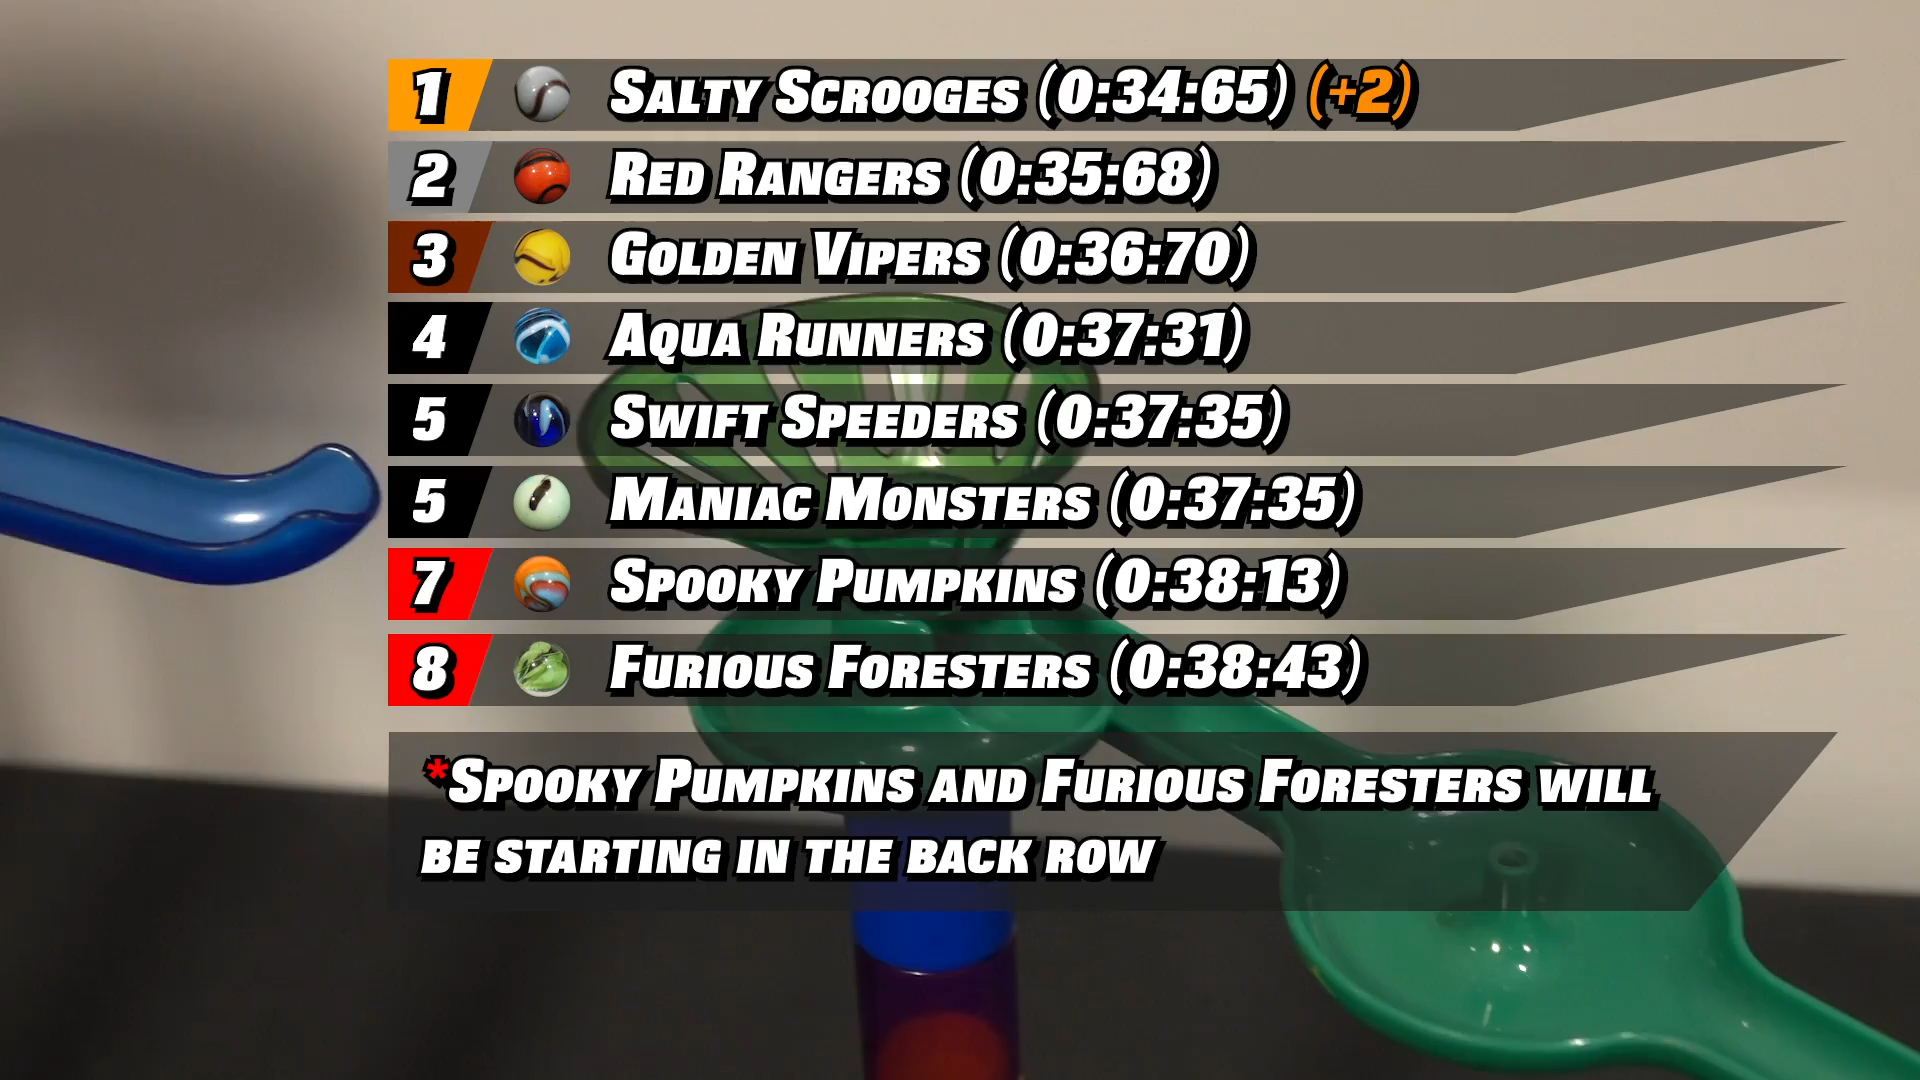 1 Salty Scrooges (0:34:65) (+2)
2 Red Rangers (0:35:68)
3 Golden Vipers (0:36:70)
4 Aqua Runners (0:37:31)
5 Swift Speeders (0:37:35)
5 Maniac Monsters (0:37:35)
7 Spooky Pumpkins (0:38:13)
8 Furious Foresters (0:38:43)
*Spooky Pumpkins and Furious Foresters will
be starting in the back row